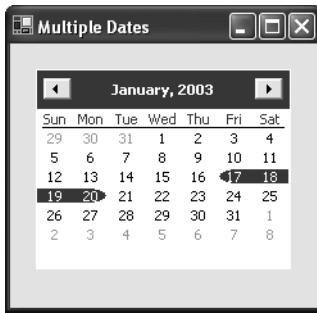 Multiple Dates
January, 2003
Sun Mon Tue Wed Thu Fri Sat
29 30 31 1 2 3 4
5 6 7 8 9 10 11
12 13 14 15 16 17 18
19 20 21 22 23 24 25
26 27 28 29 30 31 1
2 3 4 5 6 7 8